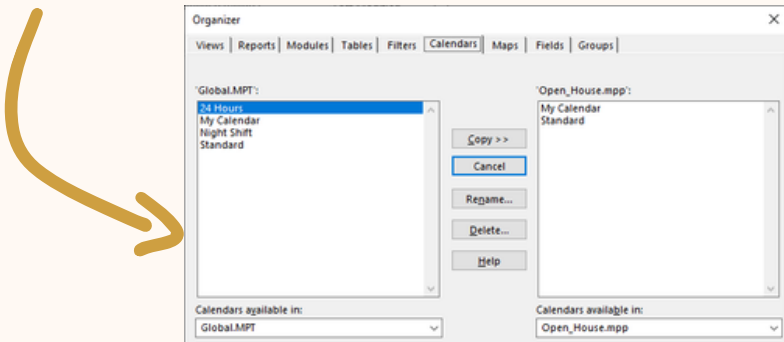 Organizer
Views Reports Modules Tables Filters Calendars Maps Fields Groups
'Global.MPT':
24 Hours
My Calendar
Night Shift
Standard
Copy >>
Cancel
Rename...
Delete...
Help
'Open_House.mpp':
My Calendar
Standard
Calendars available in:
Global.MPT
Calendars available in:
Open_House.mpp